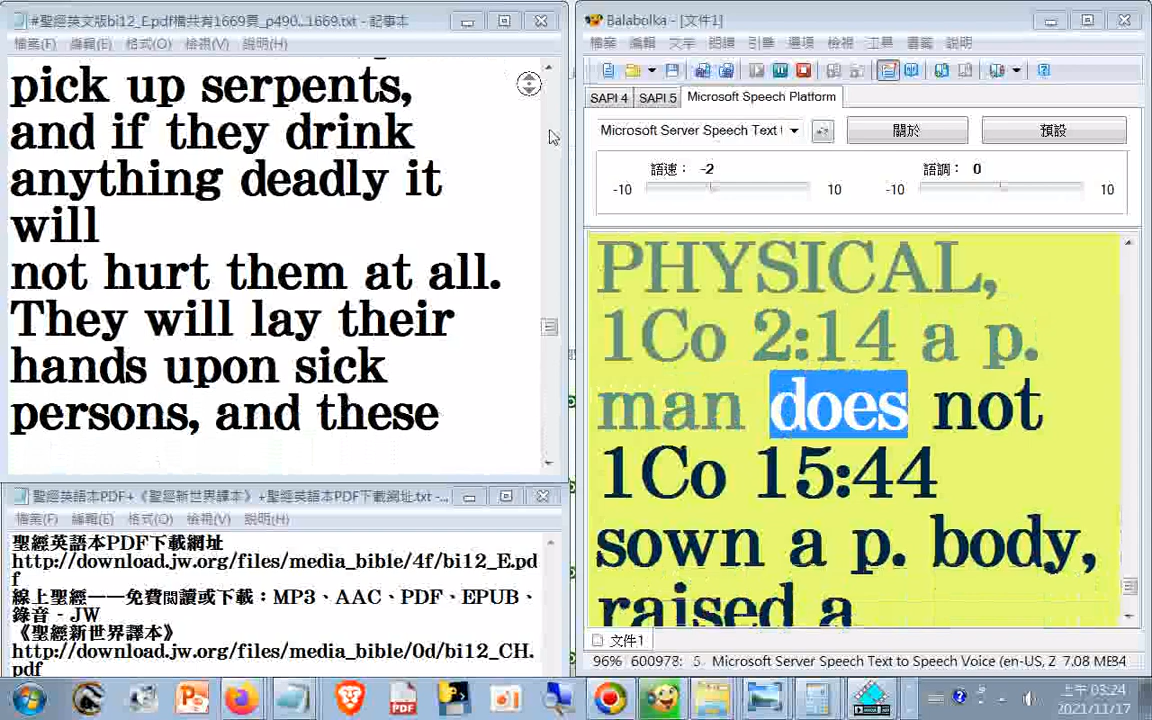 #聖經英文版bi12_E.pdf檔共有1669頁_p490...1669.txt - 記事本
檔案(F) 編輯(E) 格式(O) 檢視(V) 說明(H)
pick up serpents,
and if they drink
anything deadly it
will
not hurt them at all.
They will lay their
hands upon sick
persons, and these
聖經英語本PDF+《聖經新世界譯本》+聖經英語本PDF下載網址.txt -...
檔案(F) 編輯(E) 格式(O) 檢視(V) 說明(H)
聖經英語本PDF下載網址
http://download.jw.org/files/media_bible/4f/bi12_E.pd
f
線上聖經——免費閱讀或下載：MP3、AAC、PDF、EPUB、
錄音 - JW
《聖經新世界譯本》
http://download.jw.org/files/media_bible/0d/bi12_CH.
pdf
Balabolka - [文件1]
檔案 編輯 文字 朗讀 引擎 選項 檢視 工具 書籤 說明
SAPI 4 SAPI 5 Microsoft Speech Platform
Microsoft Server Speech Text 關於 預設
語速： -2 語調： 0
-10 10 -10 10
PHYSICAL,
1Co 2:14 a p.
man does not
1Co 15:44
sown a p. body,
raised a
文件1
96% Microsoft Server Speech Text to Speech Voice (en-US, Z 7.08 MB
上午 03:24
2021/11/17